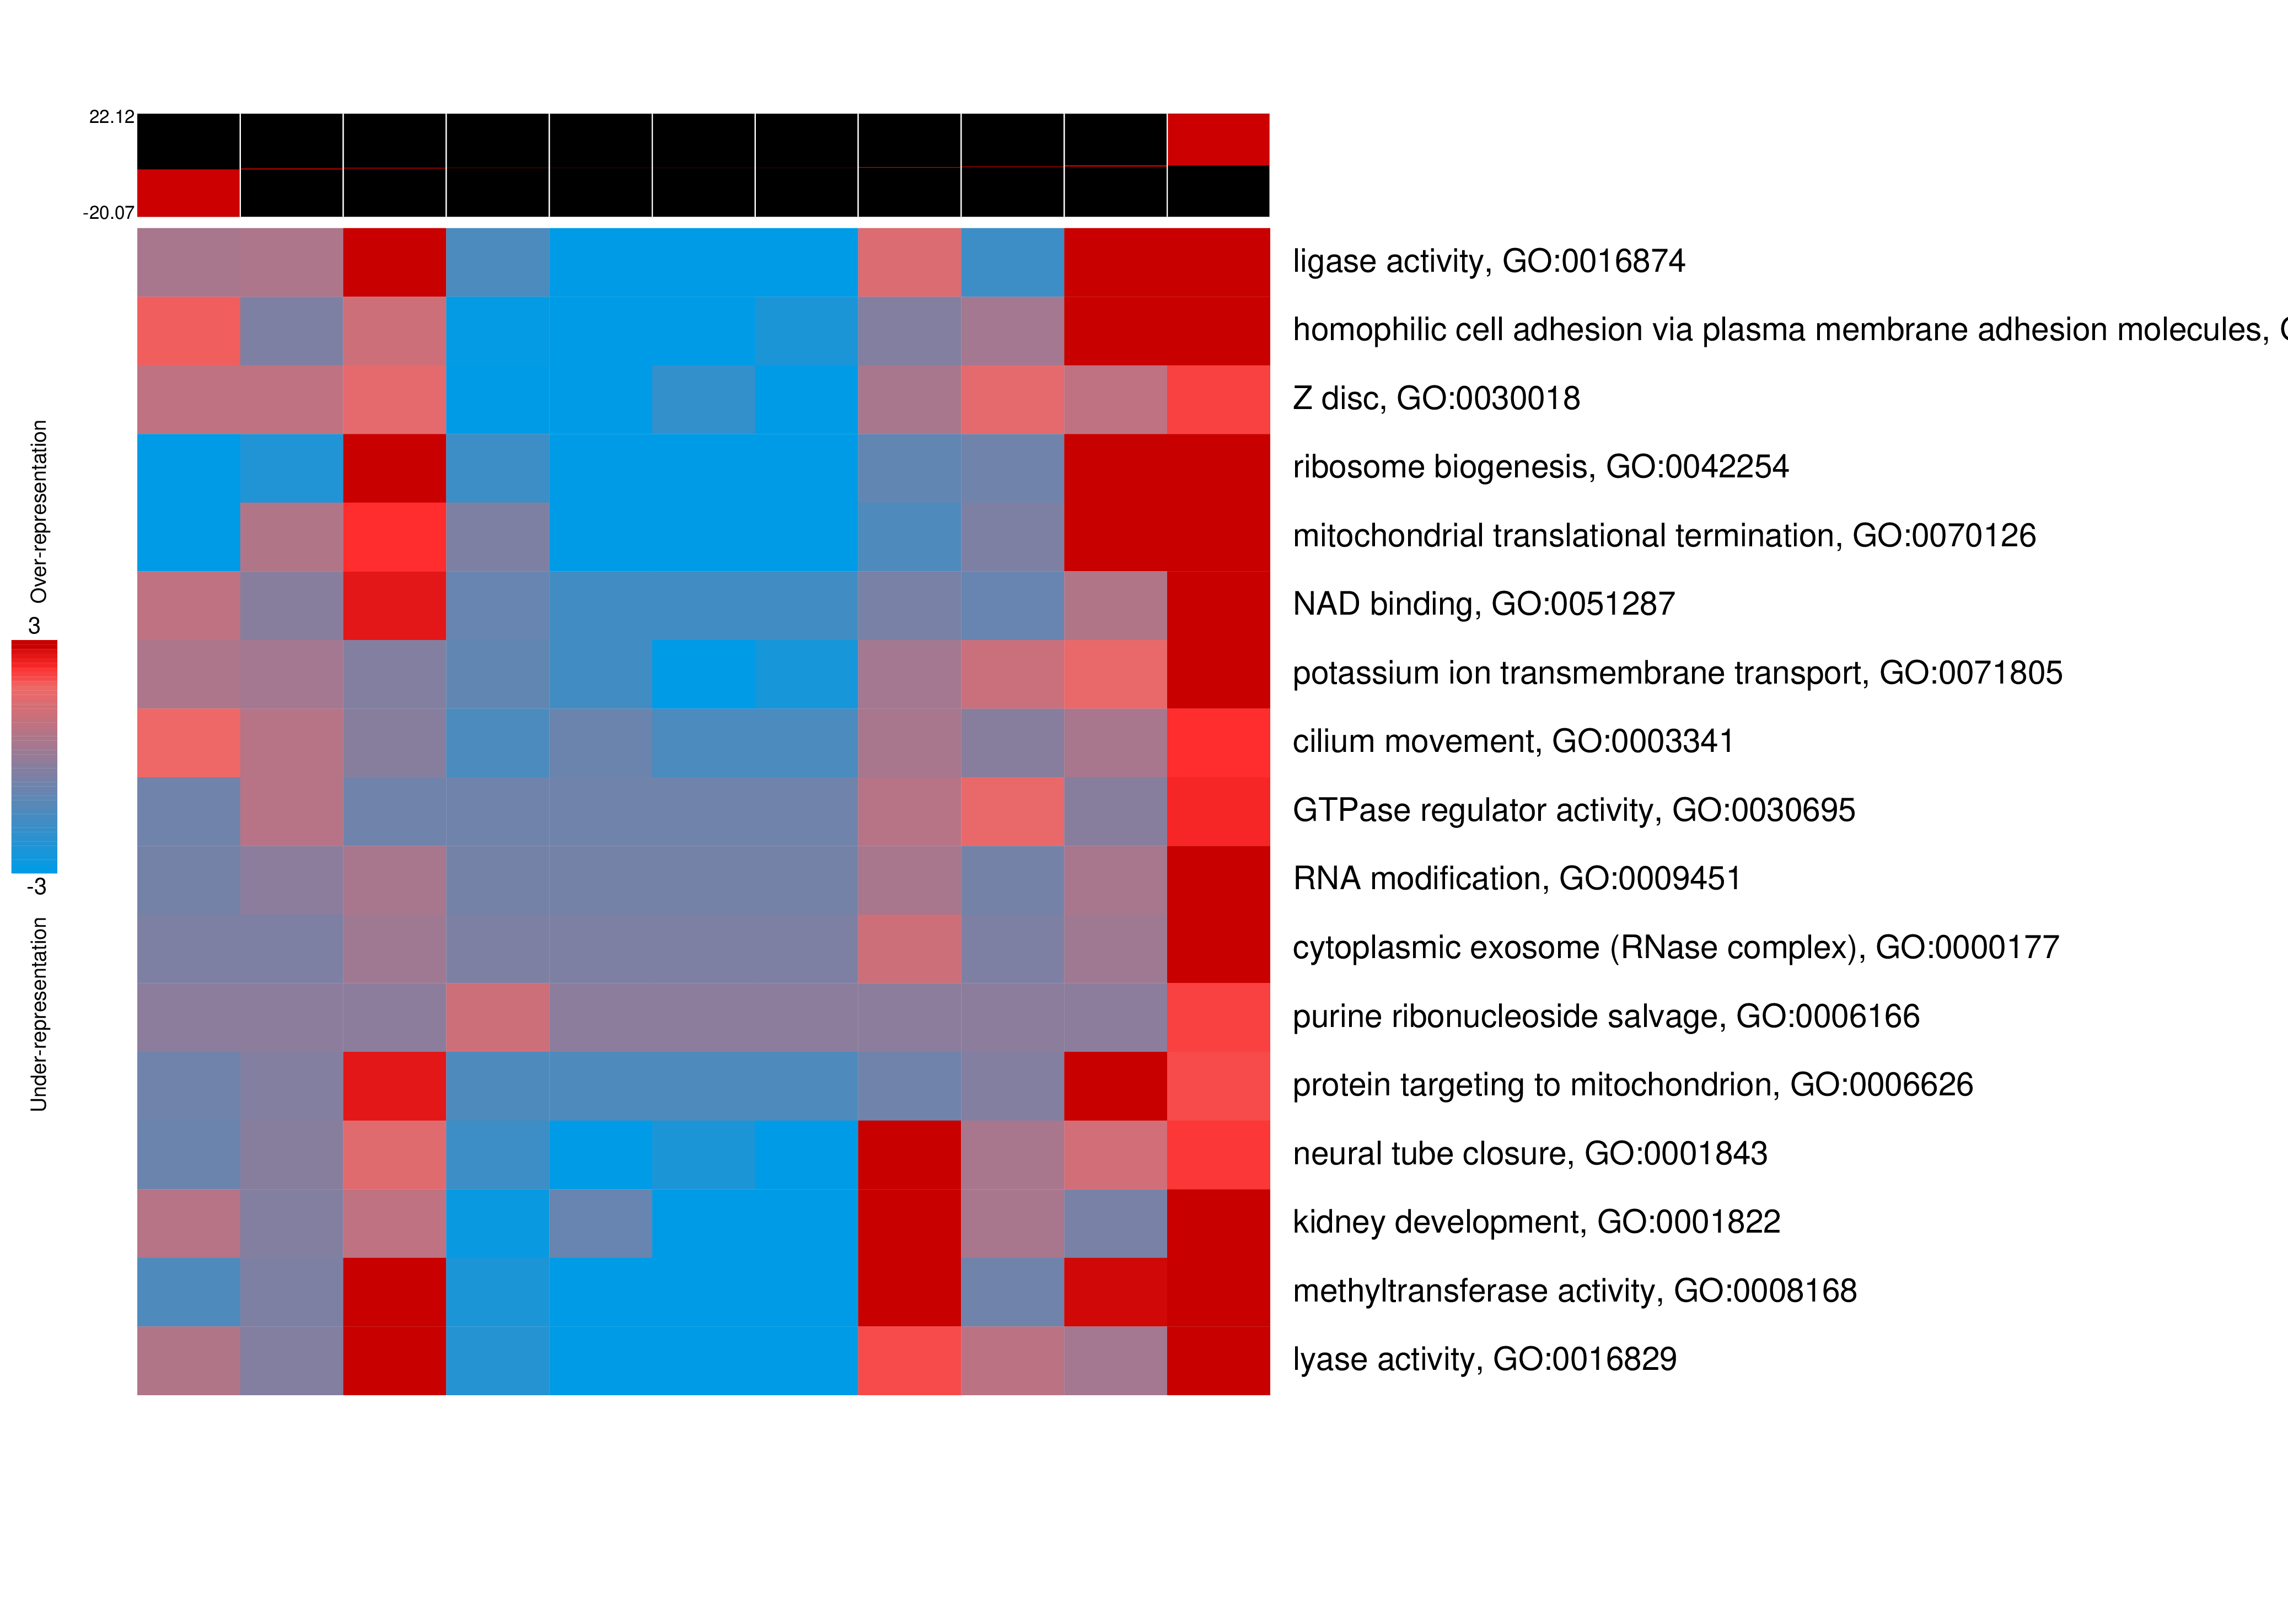 22.12
-20.07
ligase activity, GO:0016874
homophilic cell adhesion via plasma membrane adhesion molecules,
Z disc, GO:0030018
ribosome biogenesis, GO:0042254
mitochondrial translational termination, GO:0070126
NAD binding, GO:0051287
potassium ion transmembrane transport, GO:0071805
cilium movement, GO:0003341
GTPase regulator activity, GO:0030695
RNA modification, GO:0009451
cytoplasmic exosome (RNase complex), GO:0000177
purine ribonucleoside salvage, GO:0006166
protein targeting to mitochondrion, GO:0006626
neural tube closure, GO:0001843
kidney development, GO:0001822
methyltransferase activity, GO:0008168
lyase activity, GO:0016829
Over-representation
3
-3
Under-representation